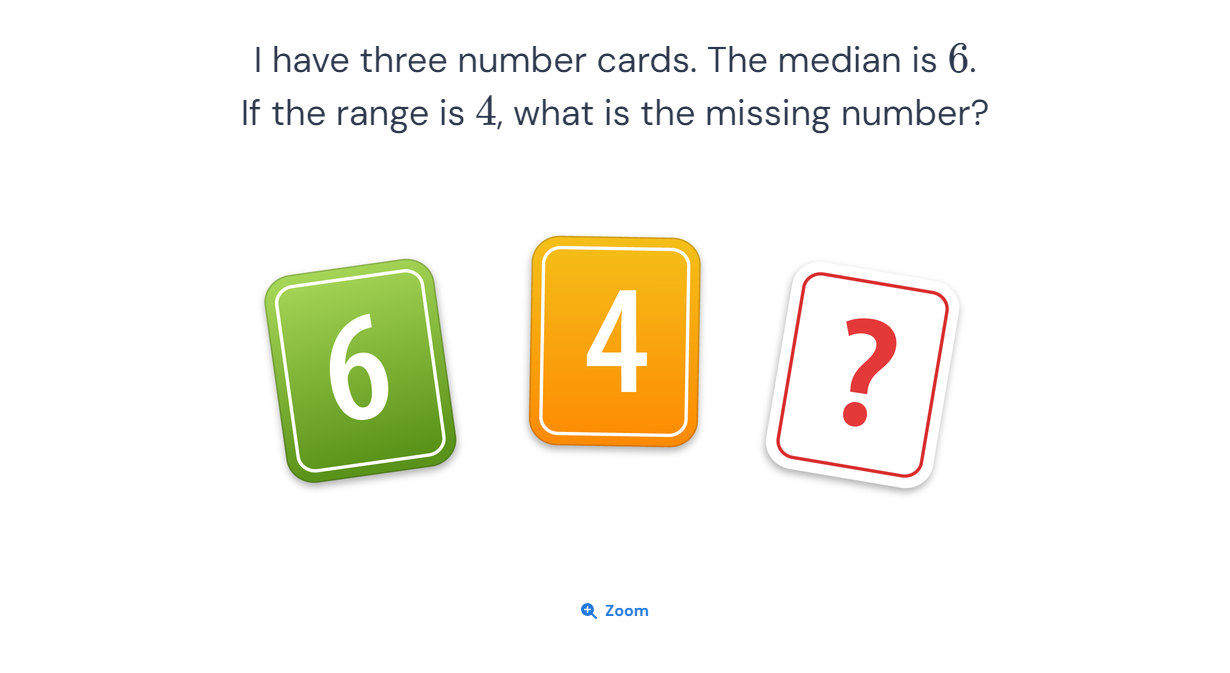 I have three number cards. The median is 6.
If the range is 4, what is the missing number?
6
4
?
Zoom